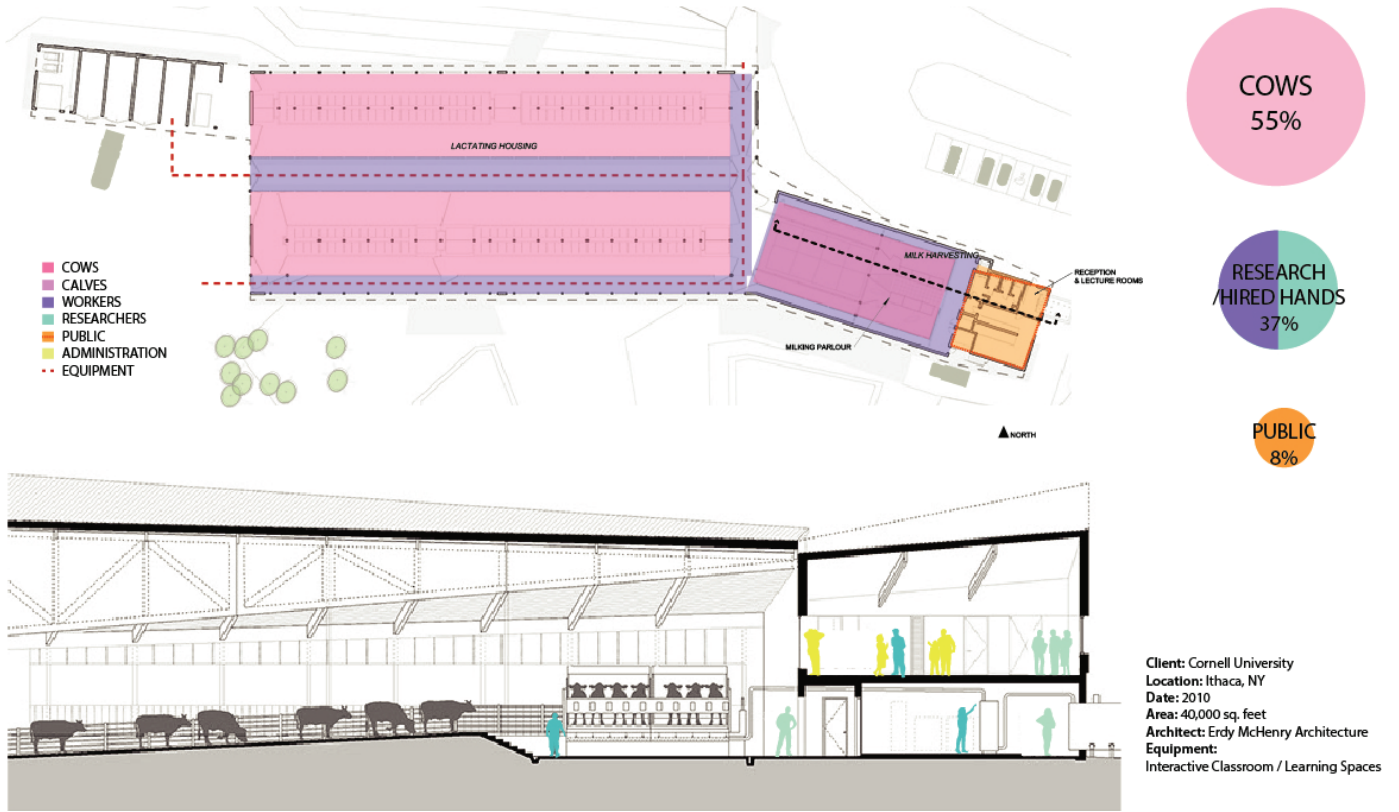 COWS
55%
LACTATING HOUSING
MILK HARVESTING
RECEPTION
& LECTURE ROOMS
MILKING PARLOUR
COWS
CALVES
WORKERS
RESEARCHERS
PUBLIC
ADMINISTRATION
EQUIPMENT
RESEARCH
/HIRED HANDS
37%
PUBLIC
8%
NORTH
Client: Cornell University
Location: Ithaca, NY
Date: 2010
Area: 40,000 sq. feet
Architect: Erdy McHenry Architecture
Equipment:
Interactive Classroom / Learning Spaces